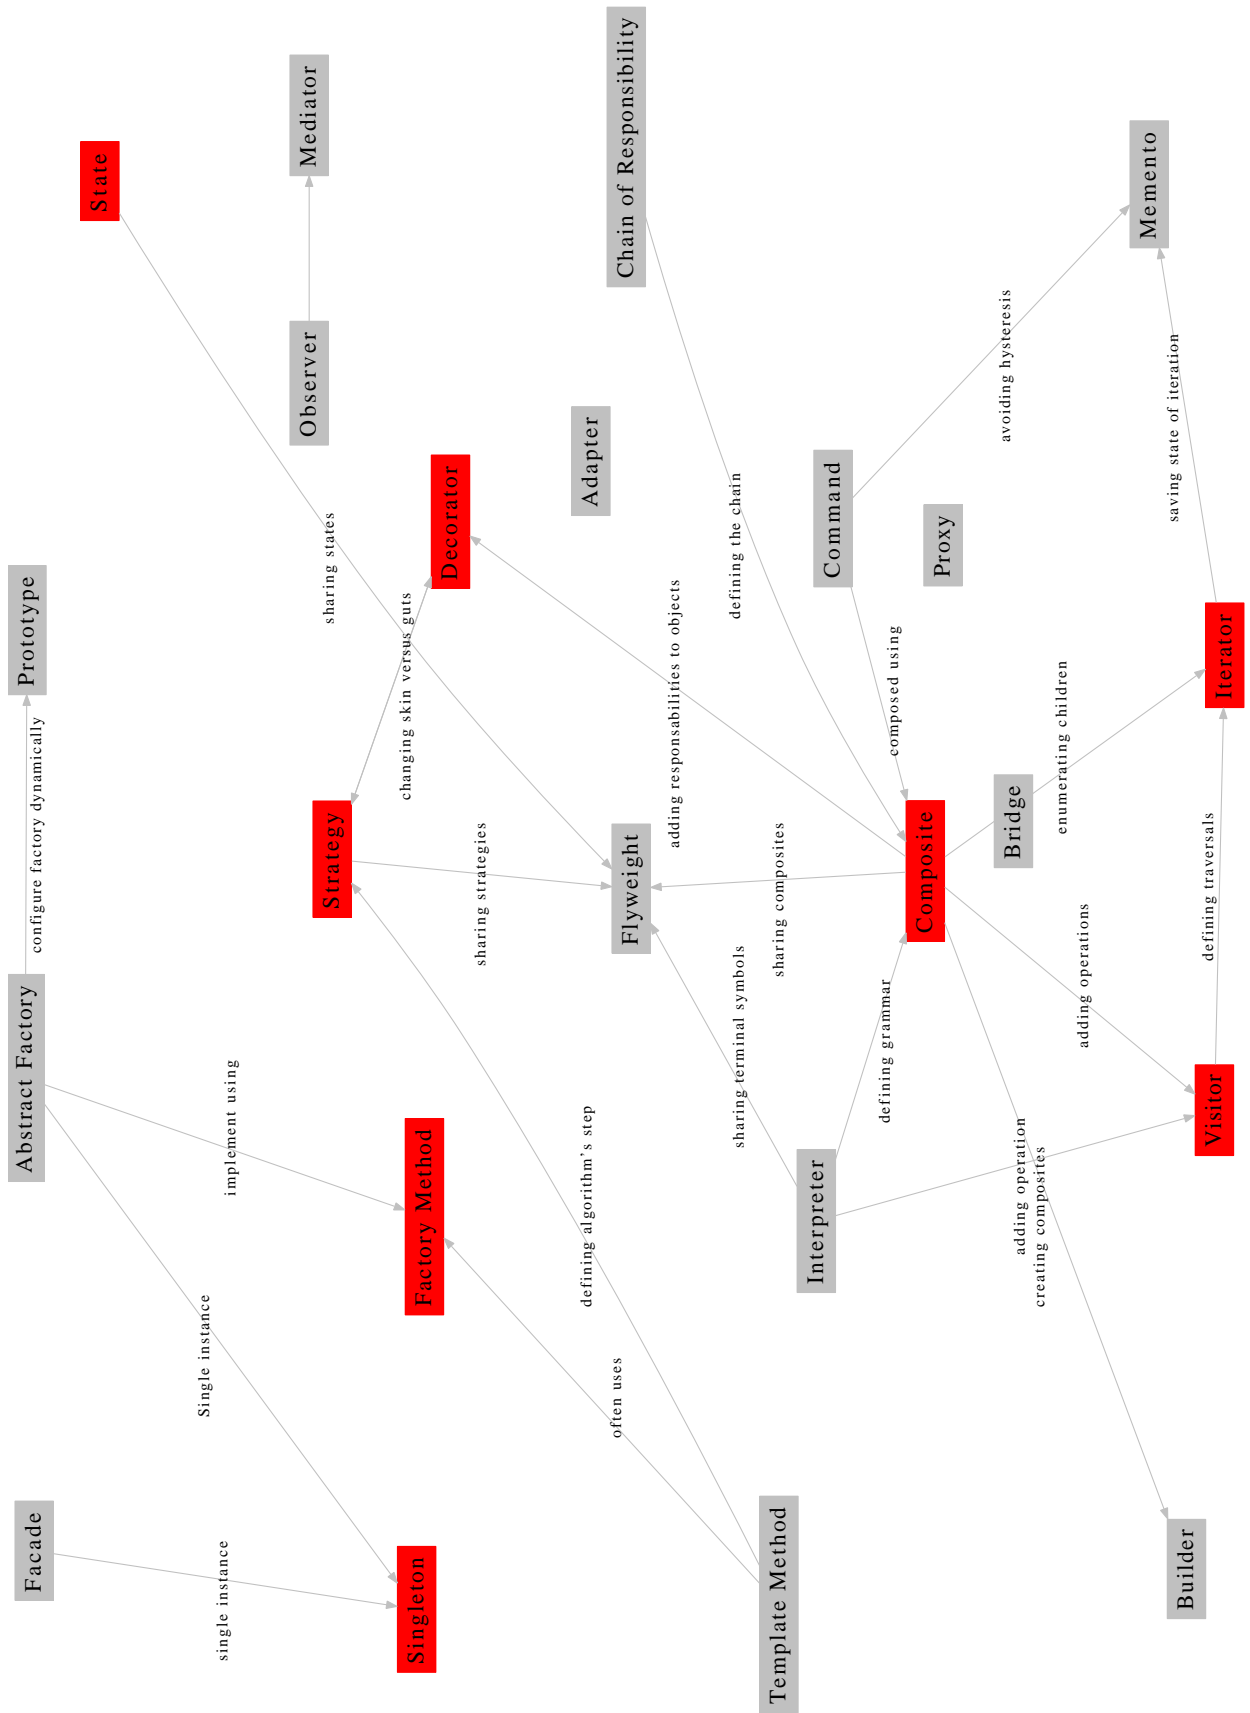 Facade
Abstract Factory
configure factory dynamically
Prototype
State
single instance
Single instance
implement using
Mediator
Observer
Strategy
sharing states
Singleton
Factory Method
changing skin versus guts
Decorator
sharing strategies
Adapter
defining algorithm's step
often uses
Flyweight
Chain of Responsibility
adding responsabilities to objects
Template Method
sharing terminal symbols
sharing composites
defining the chain
Interpreter
Command
defining grammar
composed using
Composite
Proxy
adding operation
creating composites
Bridge
avoiding hysteresis
enumerating children
adding operations
Memento
saving state of iteration
Builder
Visitor
defining traversals
Iterator